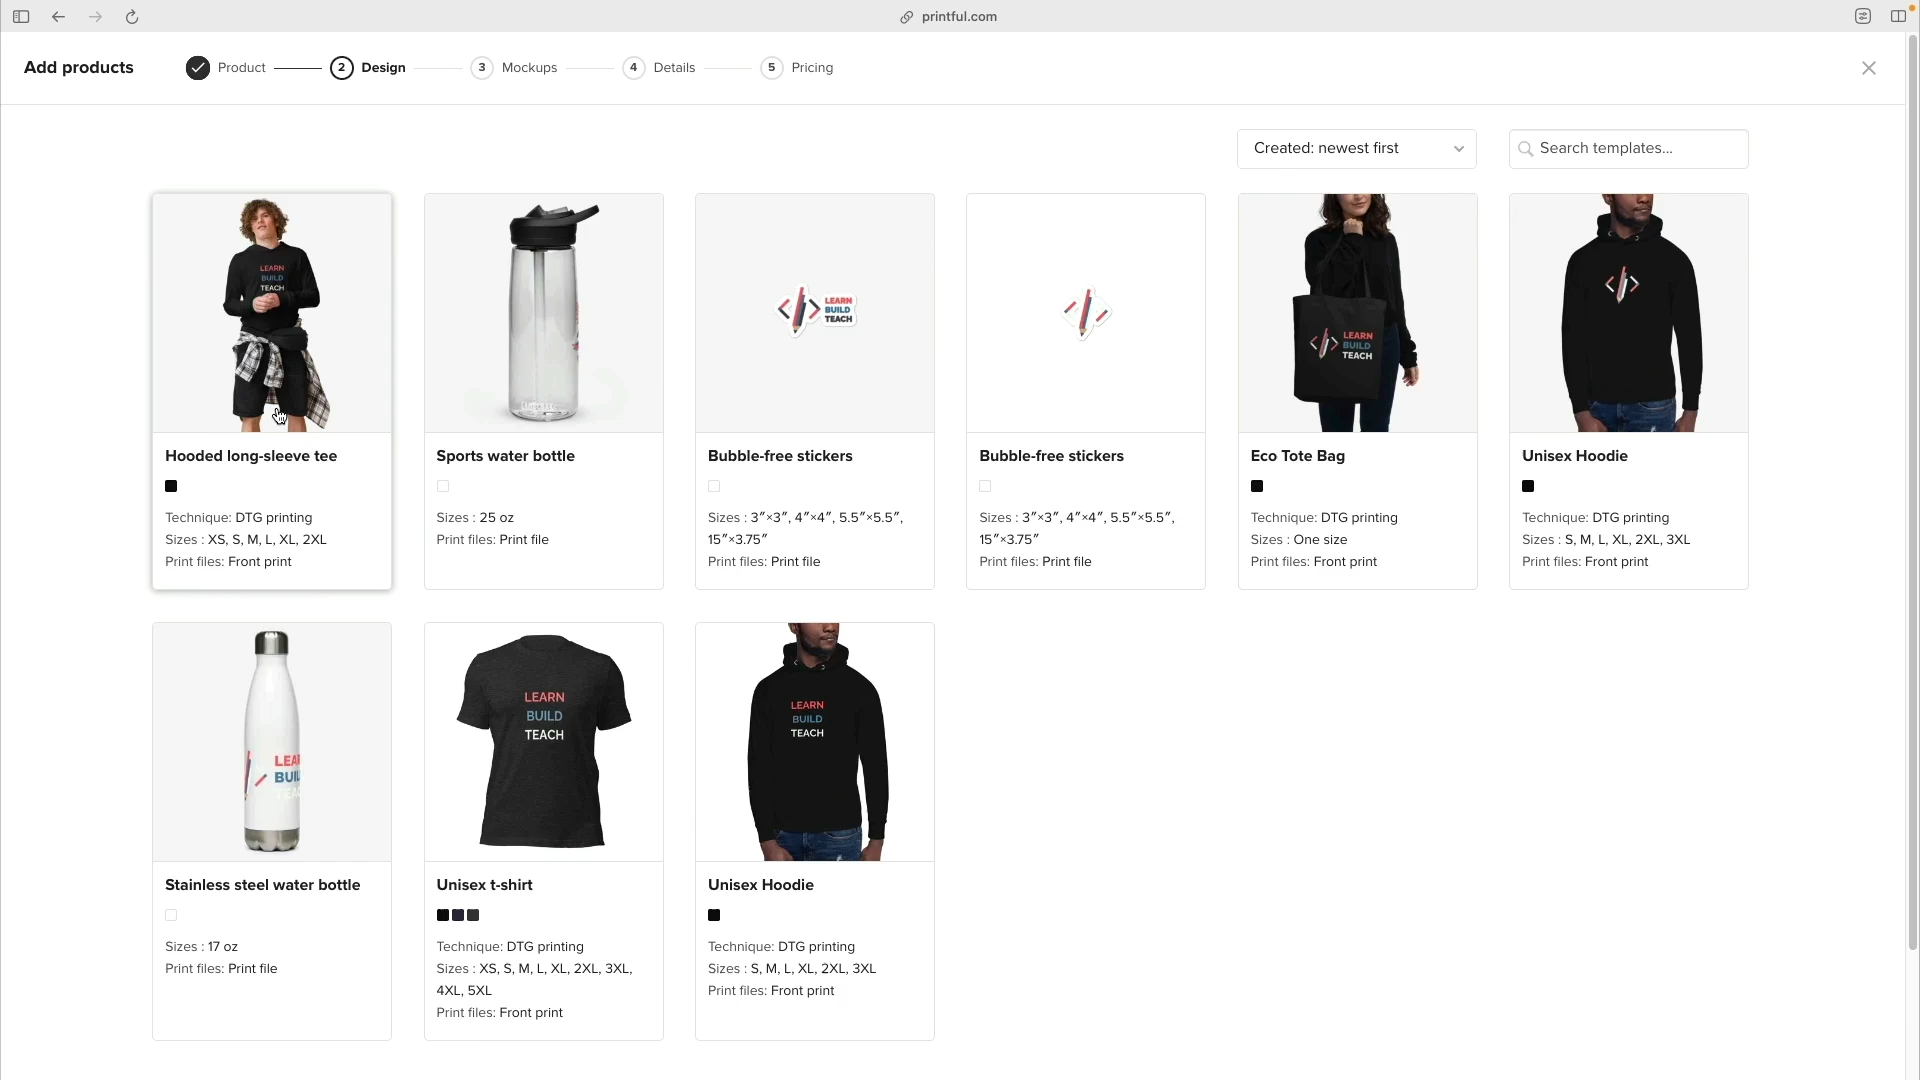 printful.com
Add products
Product
2 Design
3 Mockups
4 Details
5 Pricing
Created: newest first
Search templates...
LEARN
BUILD
TEACH
LEARN
BUILD
TEACH
LEARN
BUILD
TEACH
Hooded long-sleeve tee
Technique: DTG printing
Sizes : XS, S, M, L, XL, 2XL
Print files: Front print
Sports water bottle
Sizes : 25 oz
Print files: Print file
Bubble-free stickers
Sizes : 3″×3″, 4″×4″, 5.5″×5.5″,
15″×3.75″
Print files: Print file
Bubble-free stickers
Sizes : 3″×3″, 4″×4″, 5.5″×5.5″,
15″×3.75″
Print files: Print file
Eco Tote Bag
Technique: DTG printing
Sizes : One size
Print files: Front print
Unisex Hoodie
Technique: DTG printing
Sizes : S, M, L, XL, 2XL, 3XL
Print files: Front print
LEAR
BUIL
TEAC
LEARN
BUILD
TEACH
LEARN
BUILD
TEACH
Stainless steel water bottle
Sizes : 17 oz
Print files: Print file
Unisex t-shirt
Technique: DTG printing
Sizes : XS, S, M, L, XL, 2XL, 3XL,
4XL, 5XL
Print files: Front print
Unisex Hoodie
Technique: DTG printing
Sizes : S, M, L, XL, 2XL, 3XL
Print files: Front print